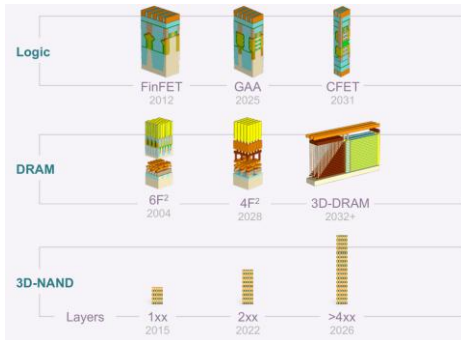 Logic
FinFET GAA CFET
2012 2025 2031
DRAM
6F² 4F² 3D-DRAM
2004 2028 2032+
3D-NAND
Layers 1xx 2xx >4xx
2015 2022 2026